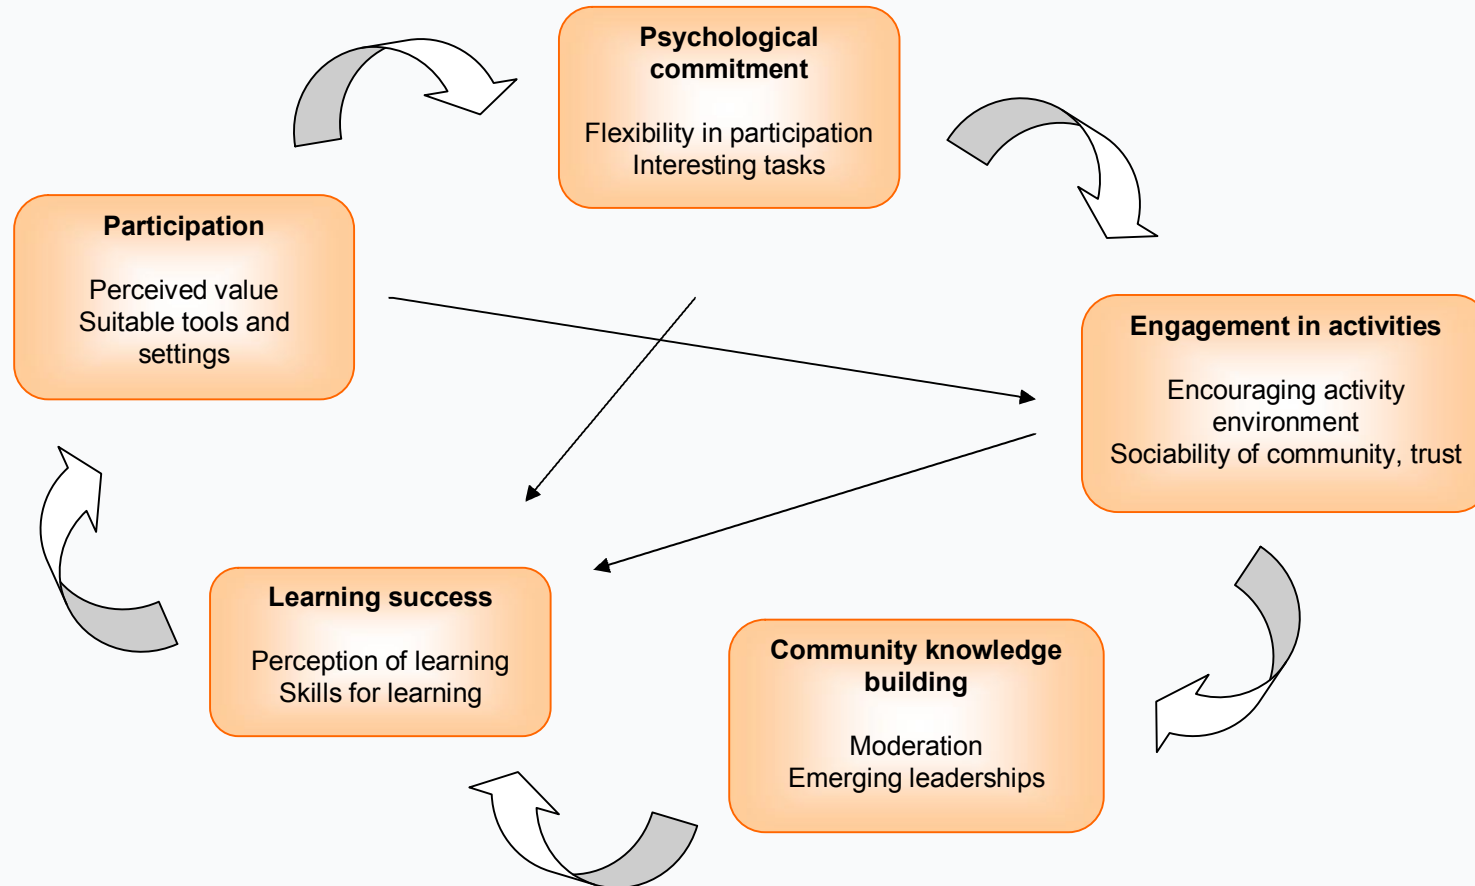 Psychological
commitment
Flexibility in participation
Interesting tasks
Participation
Perceived value
Suitable tools and
settings
Engagement in activities
Encouraging activity
environment
Sociability of community, trust
Learning success
Perception of learning
Skills for learning
Community knowledge
building
Moderation
Emerging leaderships